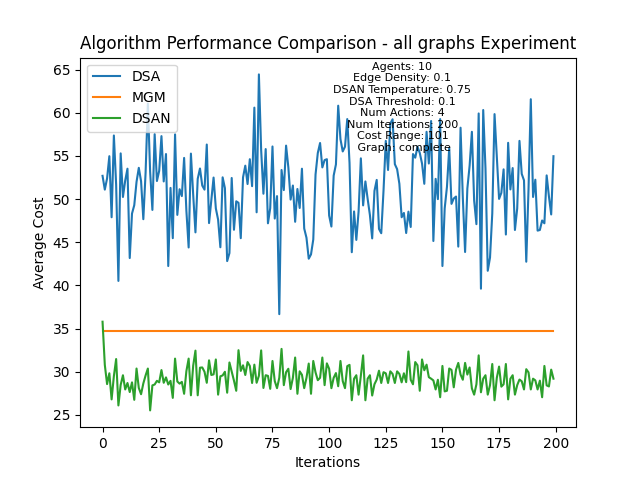 Algorithm Performance Comparison - all graphs Experiment
Agents: 10
Edge Density: 0.1
DSAN Temperature: 0.75
DSA Threshold: 0.1
Num Actions: 4
Num Iterations: 200
Cost Range: 101
Graph: complete
DSA
MGM
DSAN
Average Cost
65
60
55
50
45
40
35
30
25
0
25
50
75
100
125
150
175
200
Iterations